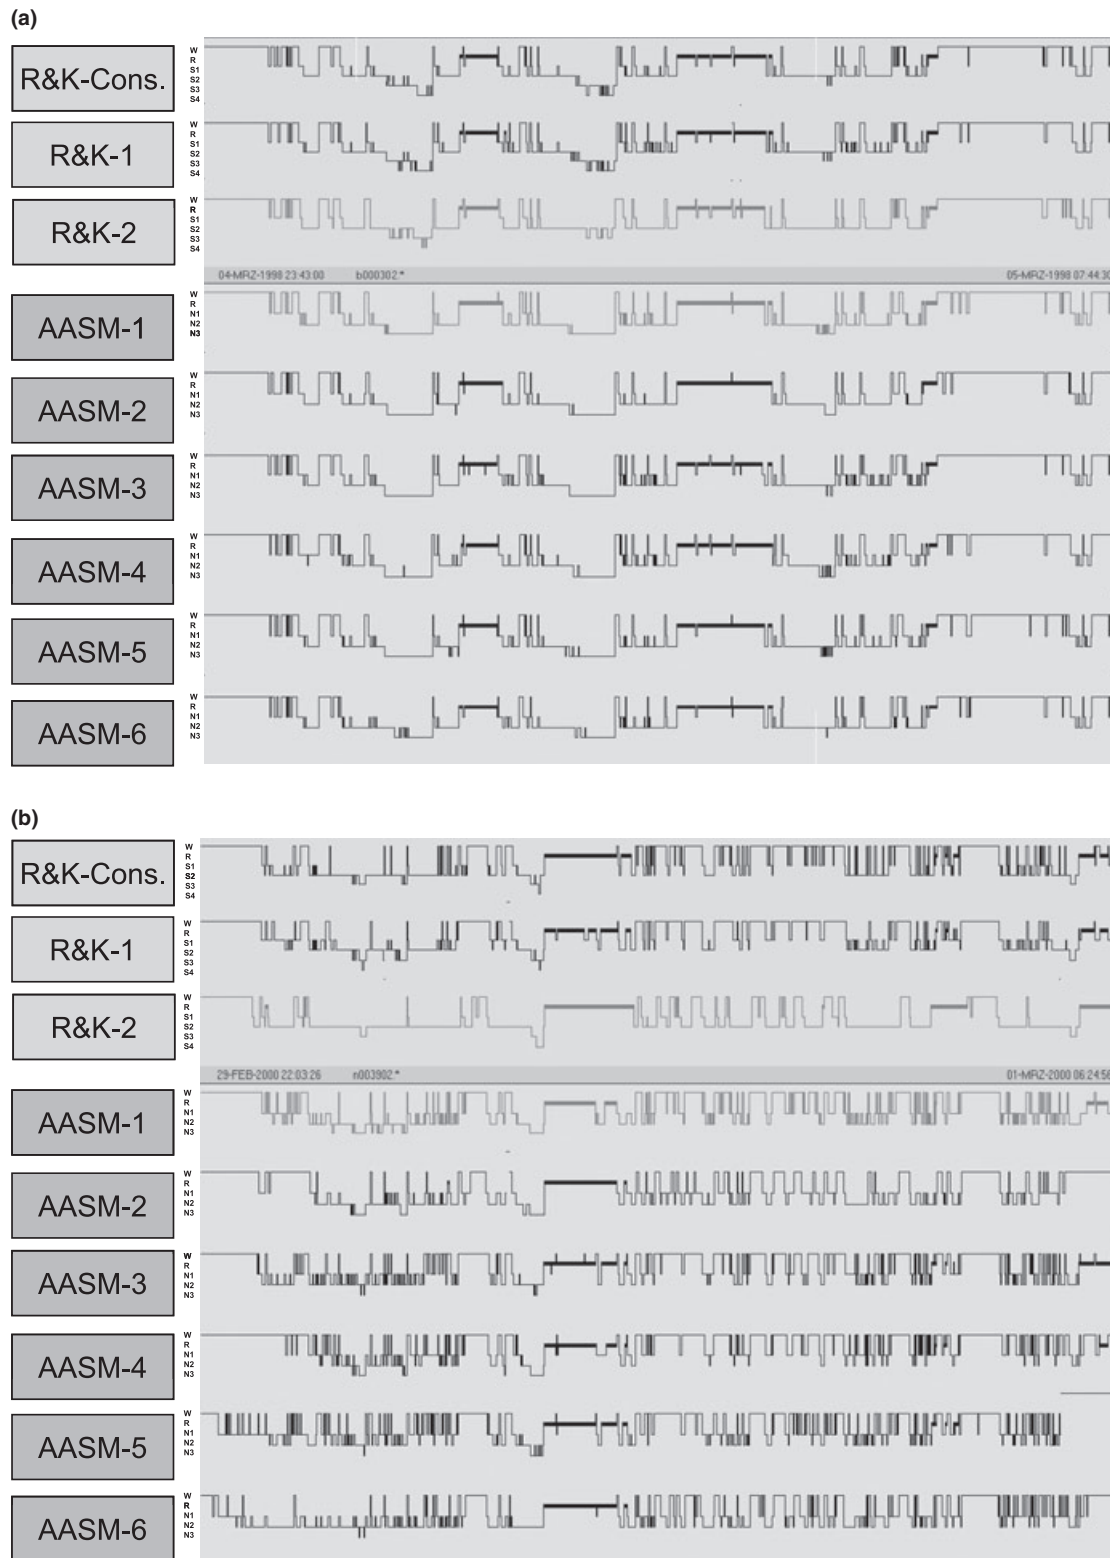 (a)
R&K-Cons.
W
R
S1
S2
S3
S4
R&K-1
W
R
S1
S2
S3
S4
R&K-2
W
R
S1
S2
S3
S4
04-MRZ-1998 23:43:00 b000302.* 05-MRZ-1998 07:44:30
AASM-1
W
R
N1
N2
N3
AASM-2
W
R
N1
N2
N3
AASM-3
W
R
N1
N2
N3
AASM-4
W
R
N1
N2
N3
AASM-5
W
R
N1
N2
N3
AASM-6
W
R
N1
N2
N3
(b)
R&K-Cons.
W
R
S1
S2
S3
S4
R&K-1
W
R
S1
S2
S3
S4
R&K-2
W
R
S1
S2
S3
S4
29-FEB-2000 22:03:26 n003902.* 01-MRZ-2000 06:24:56
AASM-1
W
R
N1
N2
N3
AASM-2
W
R
N1
N2
N3
AASM-3
W
R
N1
N2
N3
AASM-4
W
R
N1
N2
N3
AASM-5
W
R
N1
N2
N3
AASM-6
W
R
N1
N2
N3